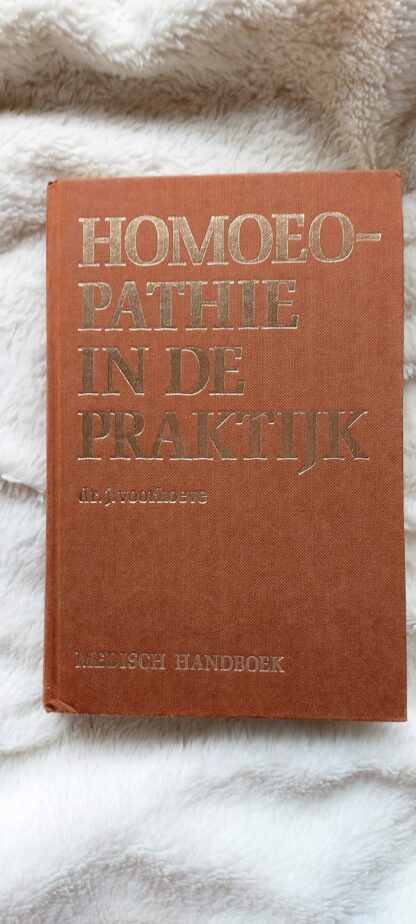 HOMOEO-
PATHIE
IN DE
PRAKTIJK
dr. j. voorhoeve
MEDISCH HANDBOEK